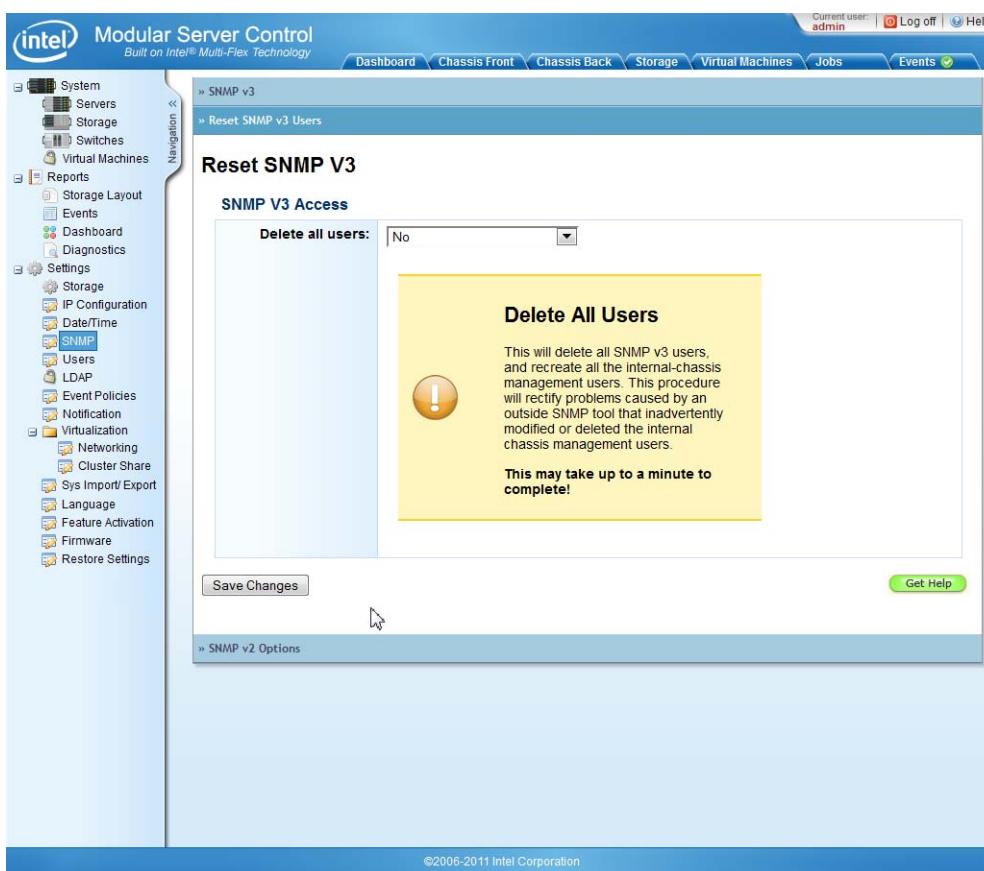 Current user:
admin
Log off
Hel
intel
Modular Server Control
Built on Intel® Multi-Flex Technology
Dashboard
Chassis Front
Chassis Back
Storage
Virtual Machines
Jobs
Events
System
Servers
Storage
Switches
Virtual Machines
Reports
Storage Layout
Events
Dashboard
Diagnostics
Settings
Storage
IP Configuration
Date/Time
SNMP
Users
LDAP
Event Policies
Notification
Virtualization
Networking
Cluster Share
Sys Import/ Export
Language
Feature Activation
Firmware
Restore Settings
«
Navigation
» SNMP v3
» Reset SNMP v3 Users
Reset SNMP V3
SNMP V3 Access
Delete all users:
No
Delete All Users
This will delete all SNMP v3 users,
and recreate all the internal-chassis
management users. This procedure
will rectify problems caused by an
outside SNMP tool that inadvertently
modified or deleted the internal
chassis management users.
This may take up to a minute to
complete!
Save Changes
Get Help
» SNMP v2 Options
©2006-2011 Intel Corporation